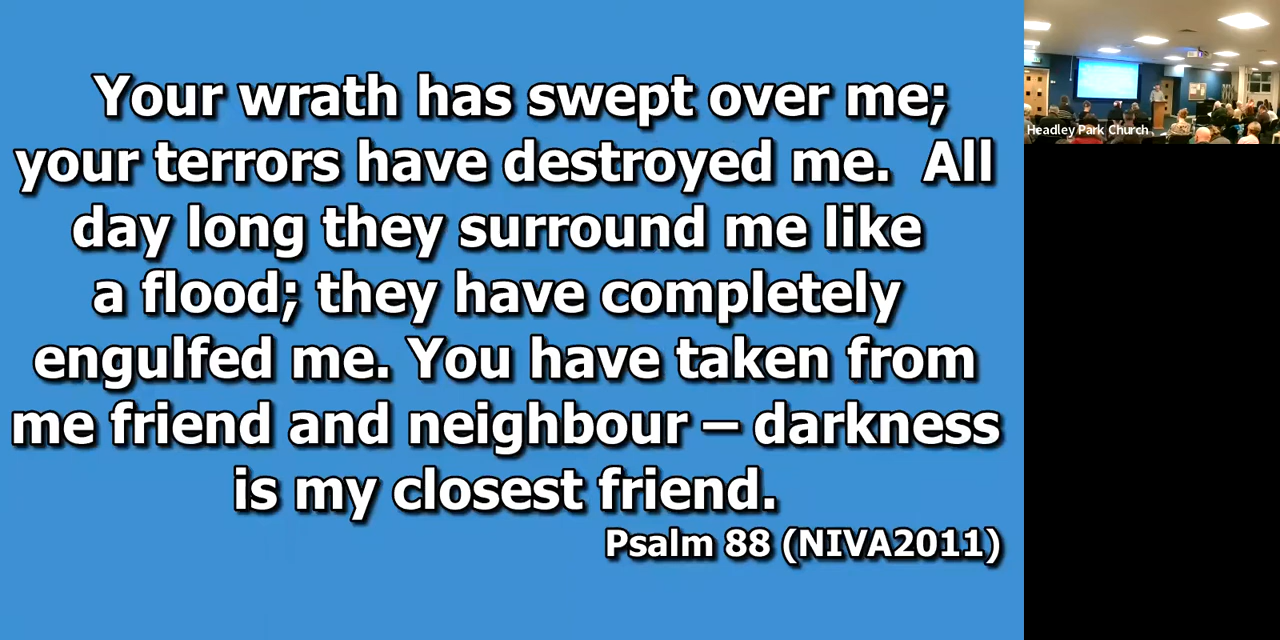 Your wrath has swept over me;
your terrors have destroyed me. All
day long they surround me like
a flood; they have completely
engulfed me. You have taken from
me friend and neighbour – darkness
is my closest friend.
Psalm 88 (NIVA2011)
Headley Park Church